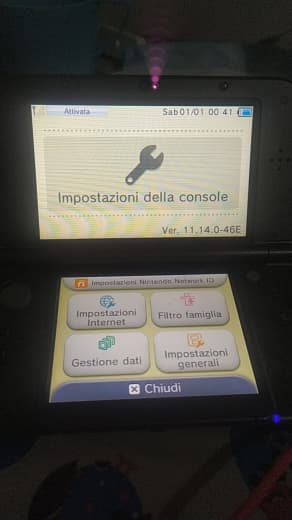 Attivata
Sab 01/01 00:41
Impostazioni della console
Ver. 11.14.0-46E
Impostazioni Nintendo Network ID
Impostazioni
Internet
Filtro famiglia
Gestione dati
Impostazioni
generali
X Chiudi